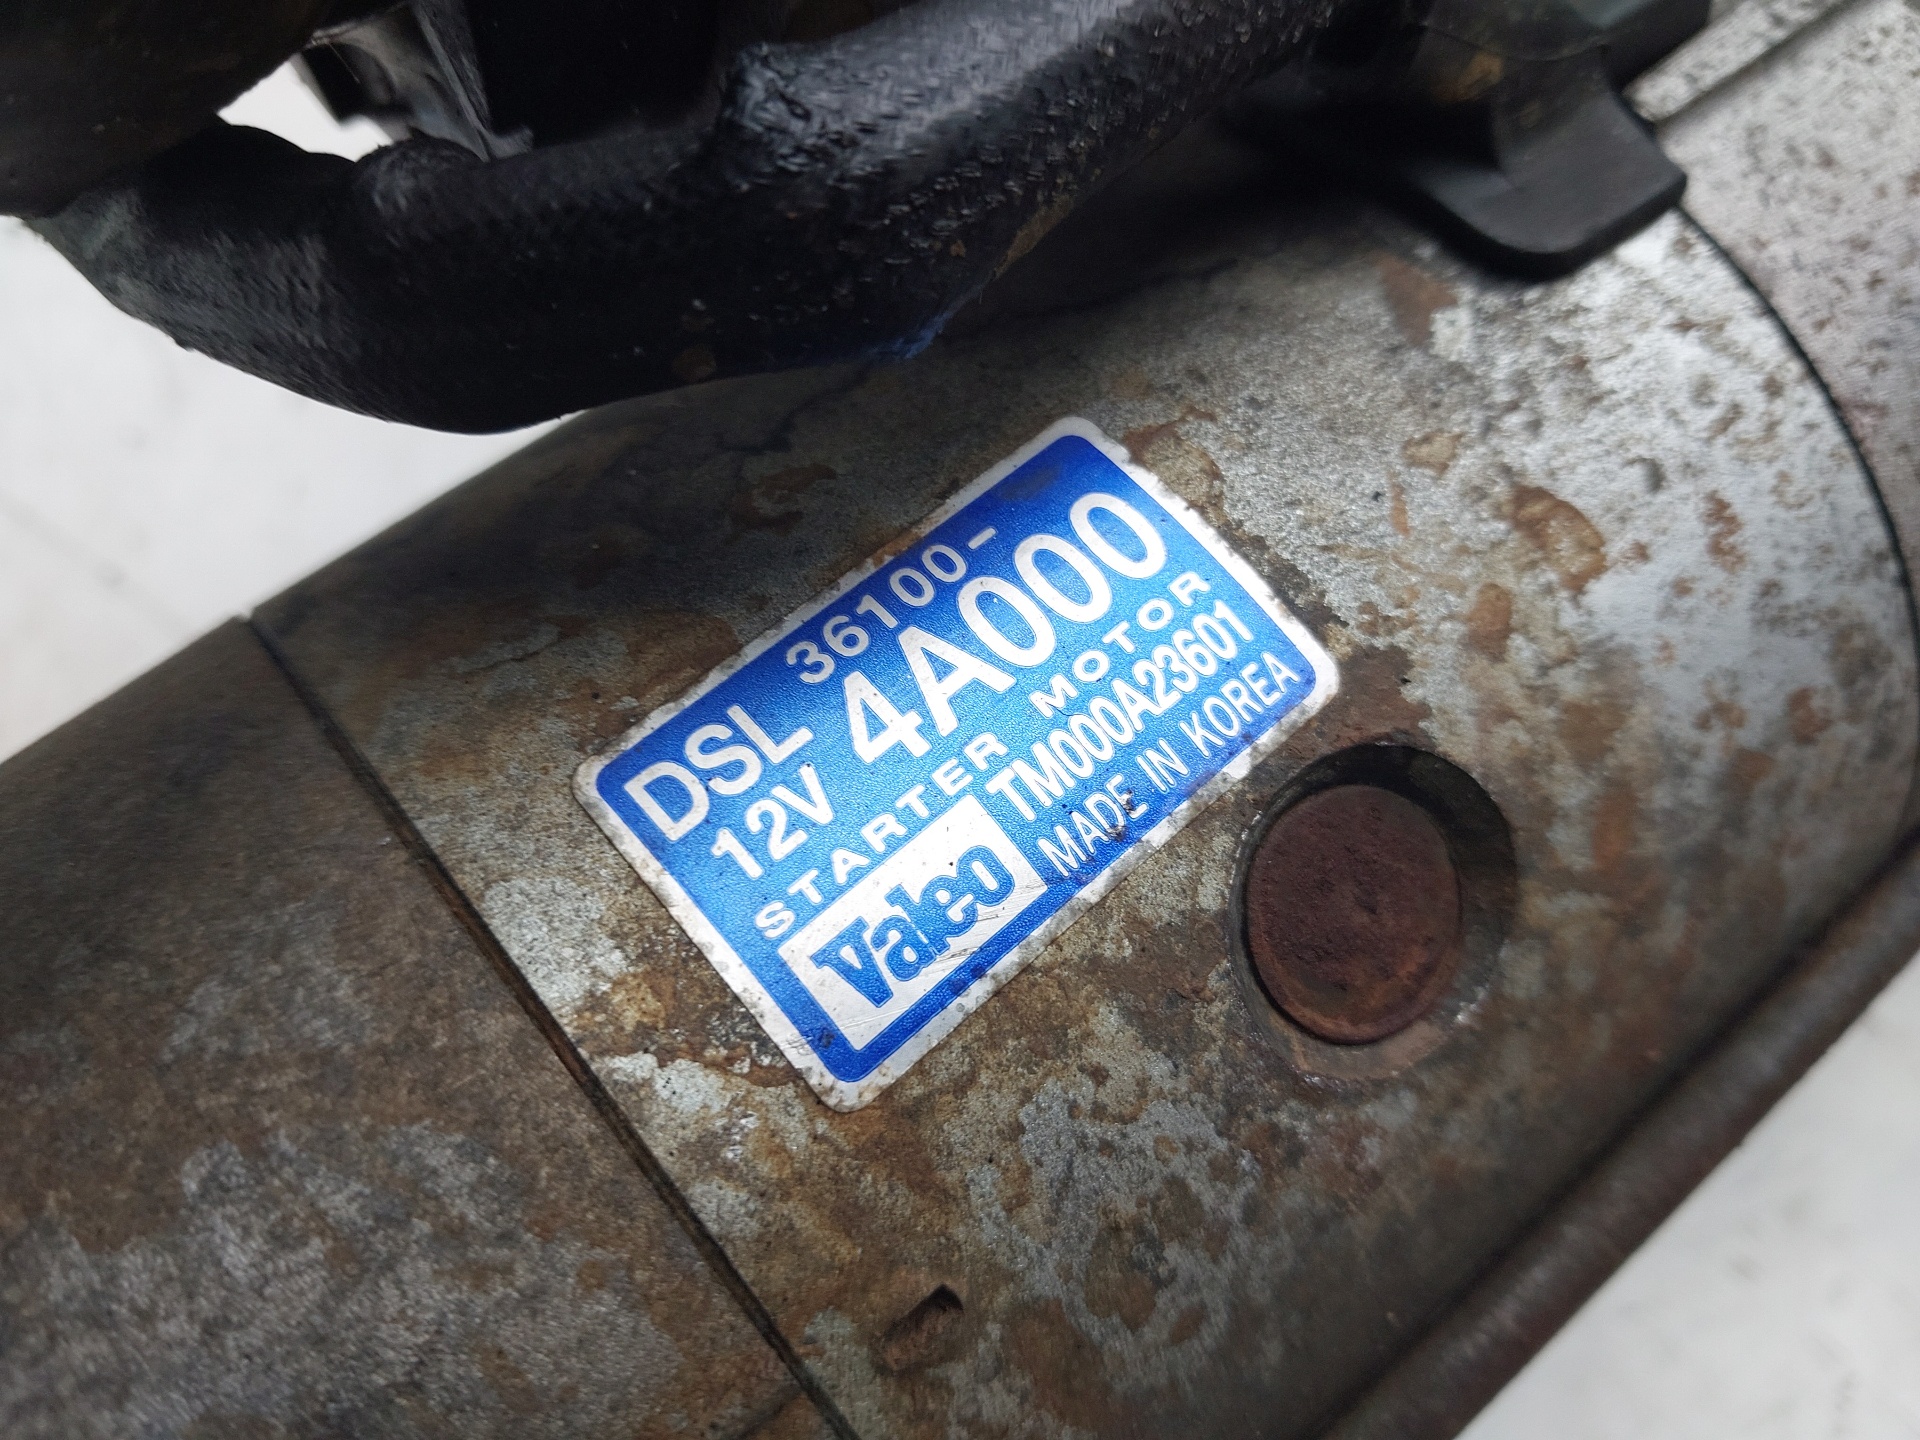 36100-
DSL 4A000
12V
STARTER MOTOR
Valeo TM000A23601
MADE IN KOREA